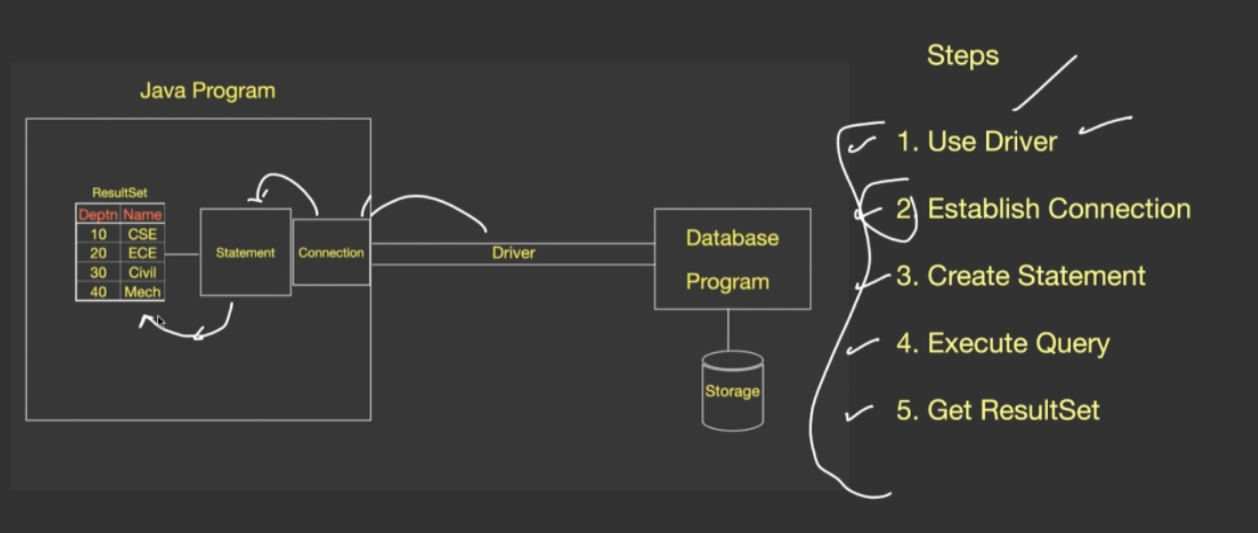 Steps
Java Program
1. Use Driver
ResultSet
Deptn Name
10 CSE
20 ECE
30 Civil
40 Mech
Statement
Connection
Driver
Database
Program
Storage
2) Establish Connection
3. Create Statement
4. Execute Query
5. Get ResultSet